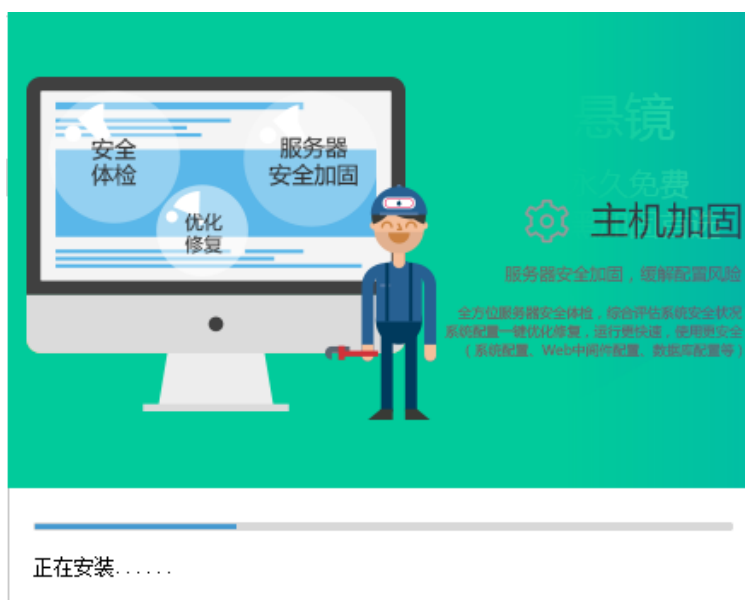 安全
体检
服务器
安全加固
优化
修复
悬镜
永久免费
主机加固
服务器安全加固，缓解配置风险
全方位服务器安全体检，综合评估系统安全状况
系统配置一键优化修复，运行更快速，使用更安全
（系统配置、Web中间件配置、数据库配置等）
正在安装......